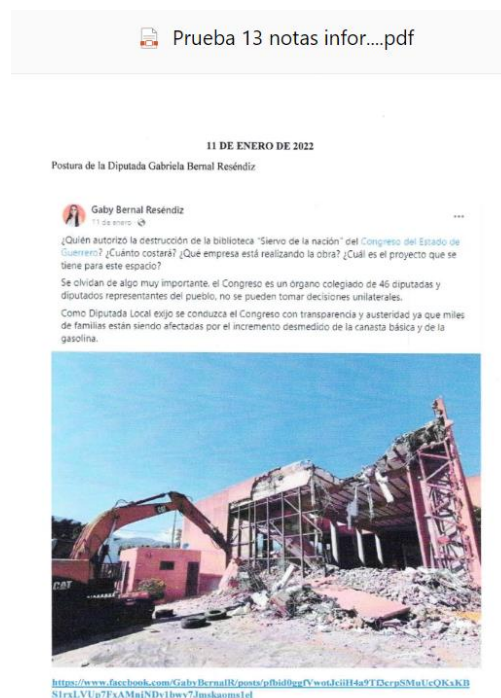 Prueba 13 notas infor....pdf
11 DE ENERO DE 2022
Postura de la Diputada Gabriela Bernal Reséndiz
Gaby Bernal Reséndiz
11 de enero
¿Quién autorizó la destrucción de la biblioteca "Siervo de la nación" del Congreso del Estado de
Guerrero? ¿Cuánto costará? ¿Qué empresa está realizando la obra? ¿Cuál es el proyecto que se
tiene para este espacio?
Se olvidan de algo muy importante, el Congreso es un órgano colegiado de 46 diputadas y
diputados representantes del pueblo, no se pueden tomar decisiones unilaterales.
Como Diputada Local exijo se conduzca el Congreso con transparencia y austeridad ya que miles
de familias están siendo afectadas por el incremento desmedido de la canasta básica y de la
gasolina.
CAT
CAT